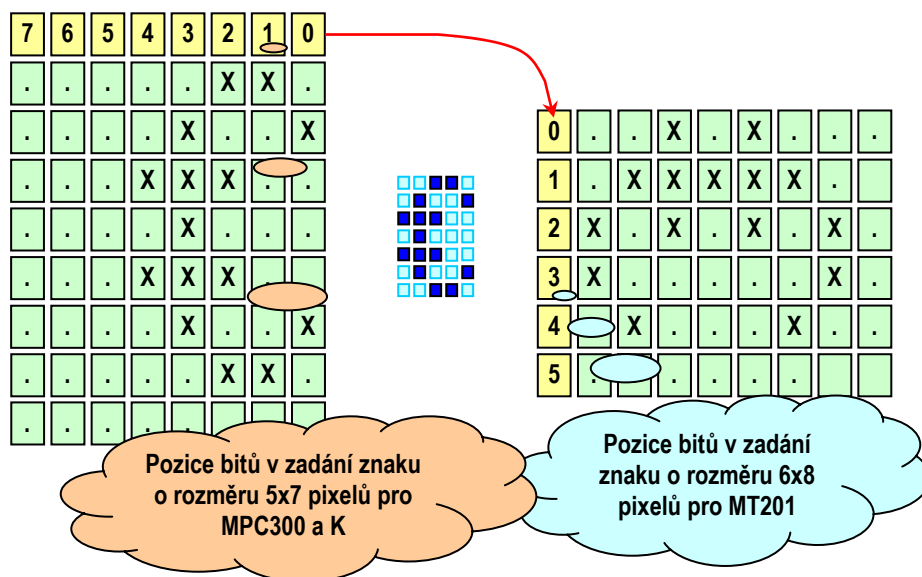 7 6 5 4 3 2 1 0
. . . . . X X .
. . . . X . . X
. . . X X X . .
. . . . X . . .
. . . X X X . .
. . . . X . . X
. . . . . X X .
. . . . . . . .
0 . . X . X . . .
1 . X X X X X . .
2 X . X . X . X .
3 X . . . . . X .
4 . X . . . X . .
5 . . . . . . . .
Pozice bitů v zadání znaku
o rozměru 5x7 pixelů pro
MPC300 a K
Pozice bitů v zadání
znaku o rozměru 6x8
pixelů pro MT201